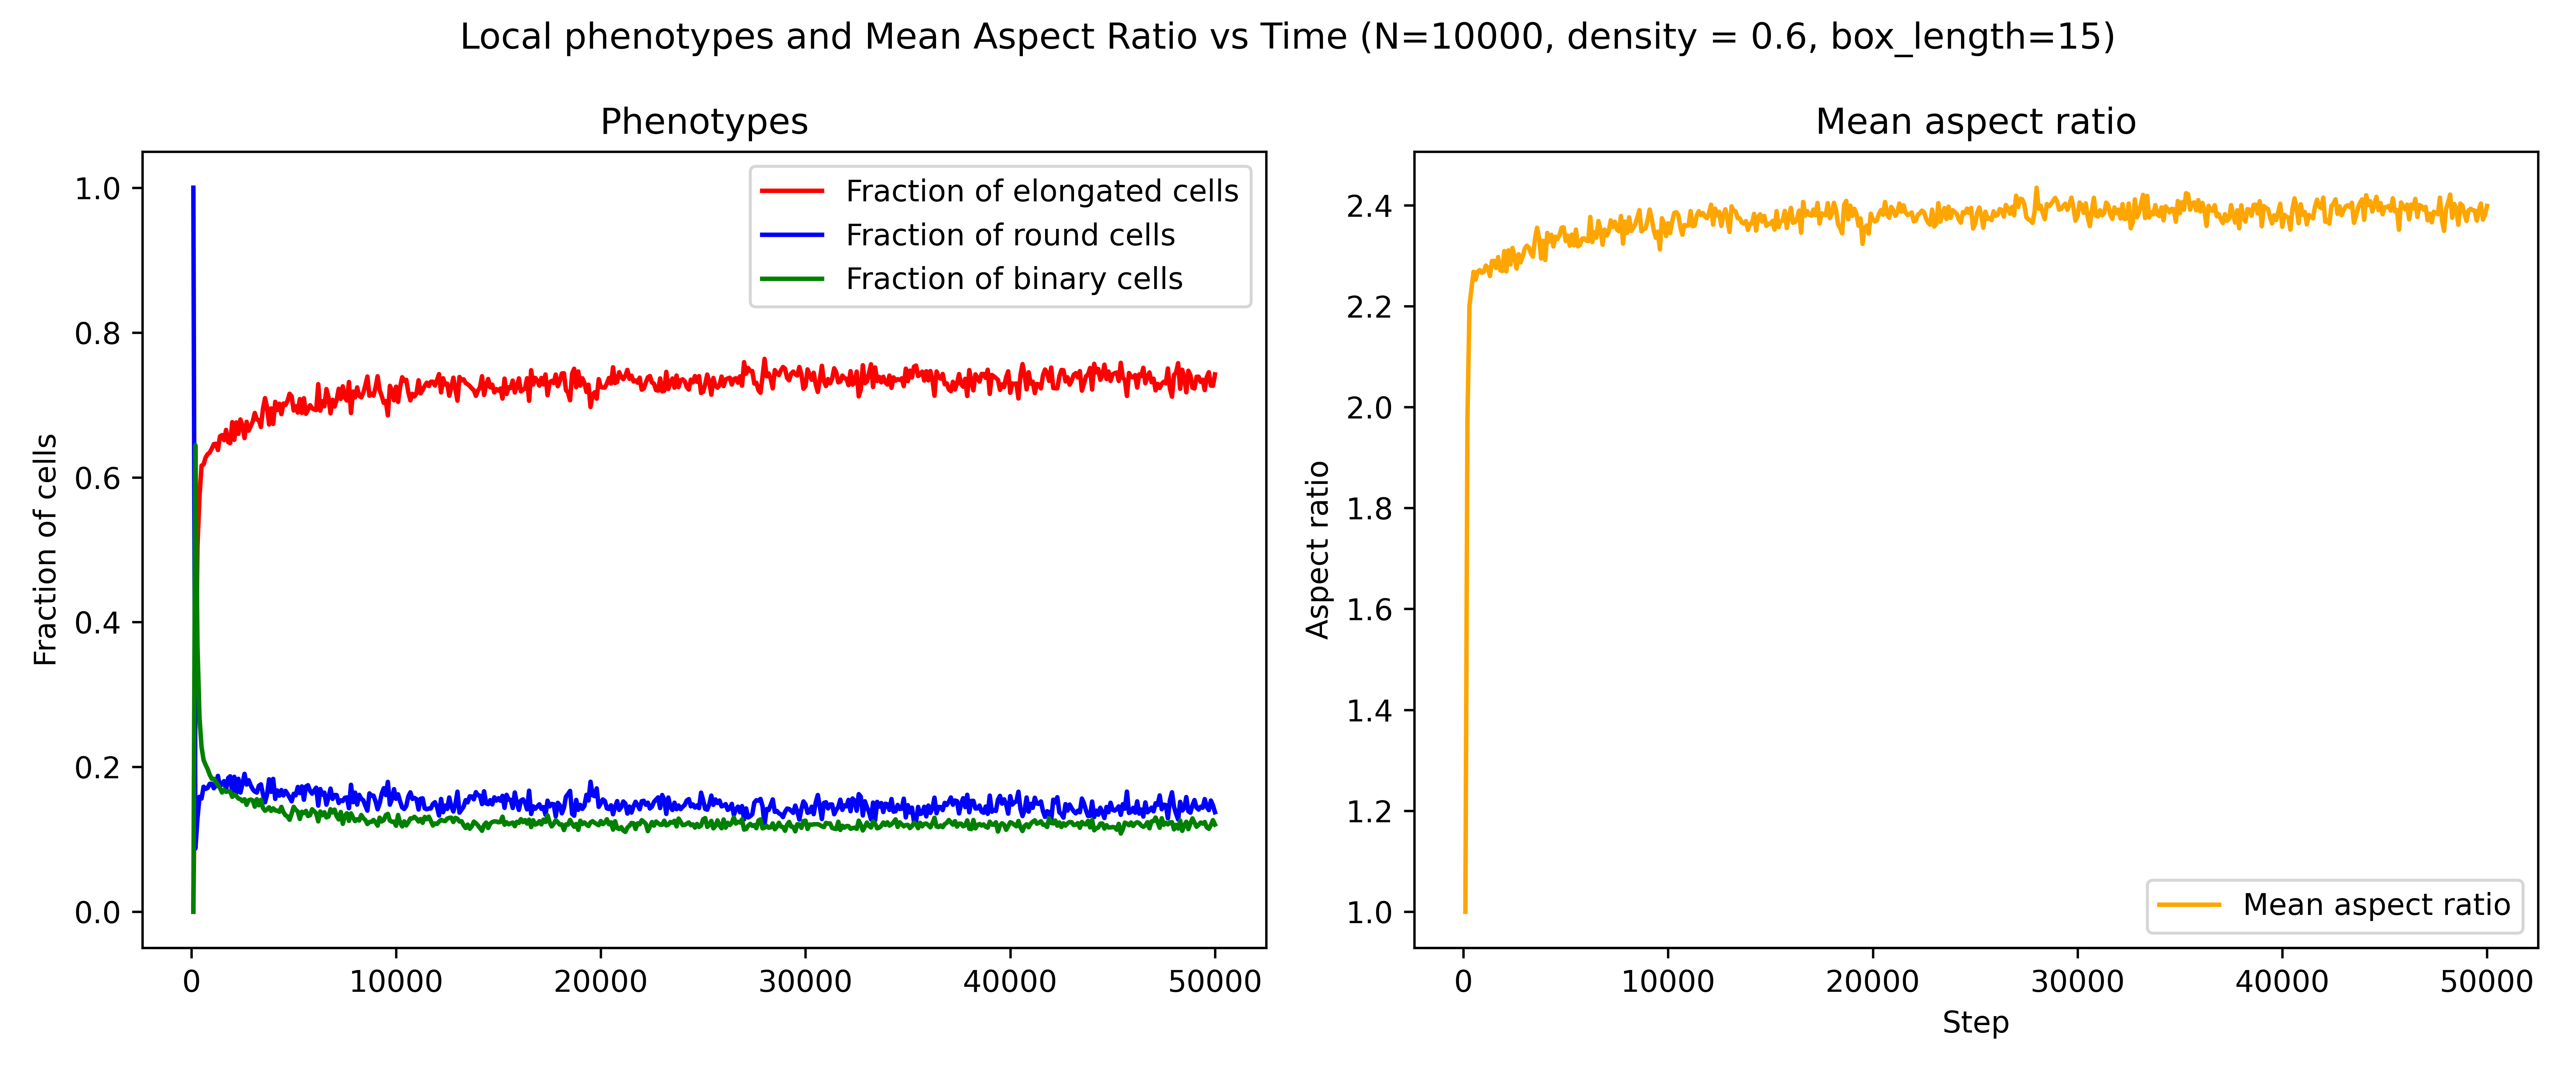 Local phenotypes and Mean Aspect Ratio vs Time (N=10000, density = 0.6, box_length=15)
Phenotypes
Fraction of cells
1.0
0.8
0.6
0.4
0.2
0.0
Fraction of elongated cells
Fraction of round cells
Fraction of binary cells
0 10000 20000 30000 40000 50000
Mean aspect ratio
Aspect ratio
2.4
2.2
2.0
1.8
1.6
1.4
1.2
1.0
Mean aspect ratio
0 10000 20000 30000 40000 50000
Step